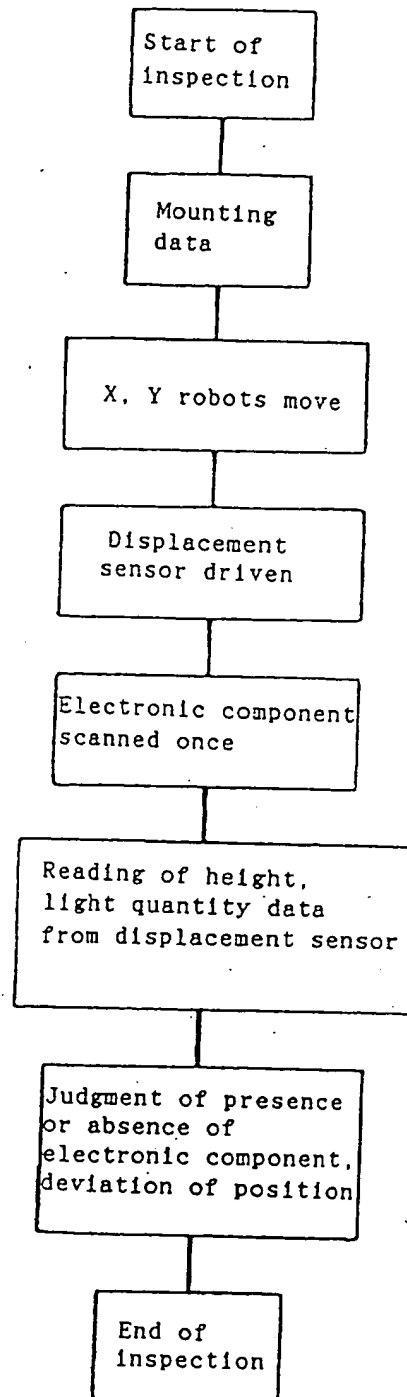 Start of
inspection
Mounting
data
X, Y robots move
Displacement
sensor driven
Electronic component
scanned once
Reading of height,
light quantity data
from displacement sensor
Judgment of presence
or absence of
electronic component,
deviation of position
End of
inspection